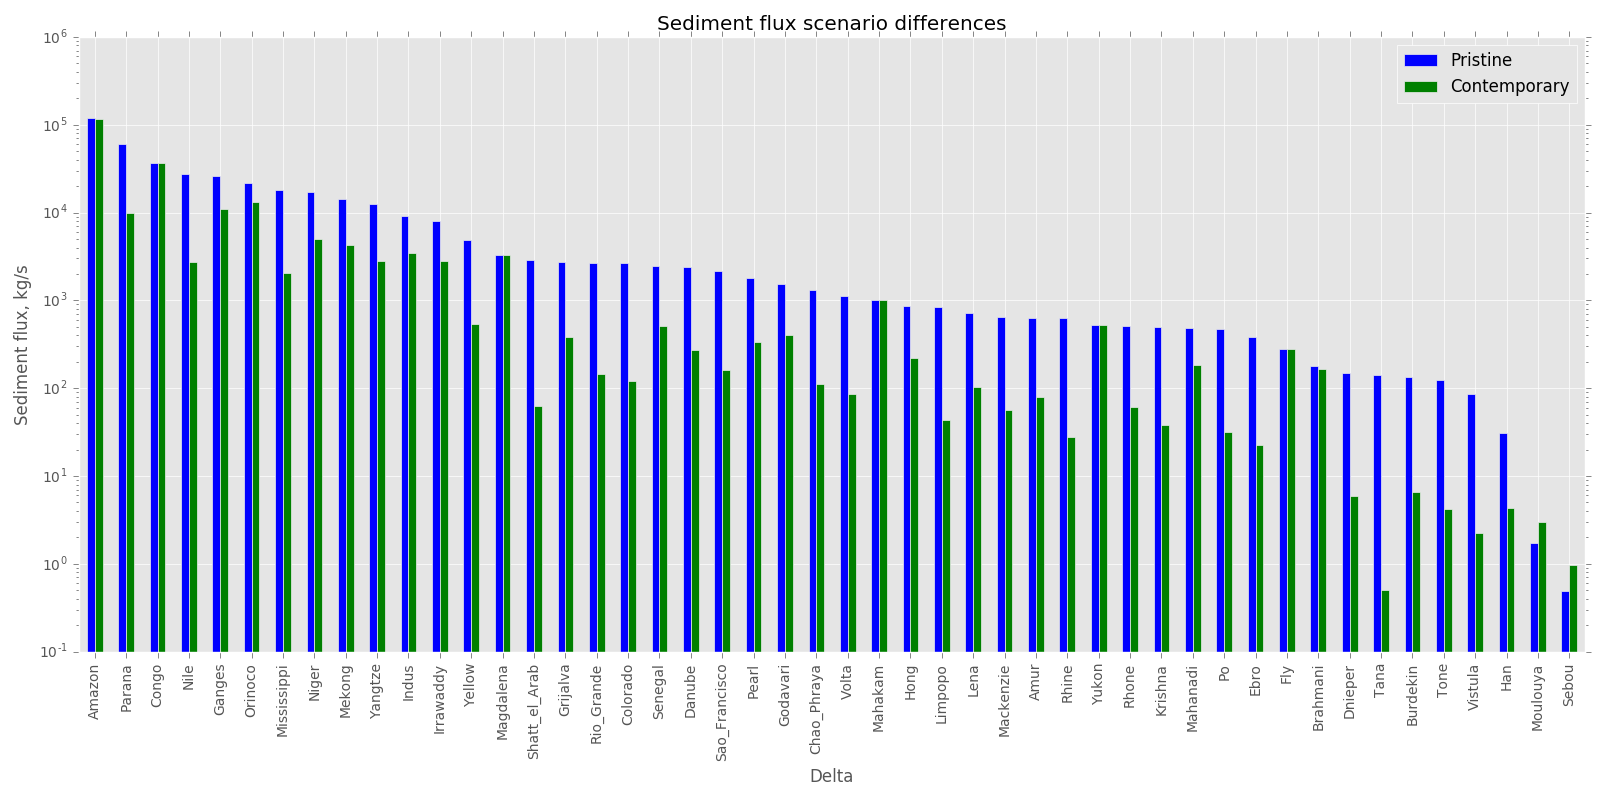 Sediment flux scenario differences
Pristine
Contemporary
Sediment flux, kg/s
10^6
10^5
10^4
10^3
10^2
10^1
10^0
10^-1
Amazon
Parana
Congo
Nile
Ganges
Orinoco
Mississippi
Niger
Mekong
Yangtze
Indus
Irrawaddy
Yellow
Magdalena
Shatt_el_Arab
Grijalva
Rio_Grande
Colorado
Senegal
Danube
Sao_Francisco
Pearl
Godavari
Chao_Phraya
Volta
Mahakam
Hong
Limpopo
Lena
Mackenzie
Amur
Rhine
Yukon
Rhone
Krishna
Mahanadi
Po
Ebro
Fly
Brahmani
Dnieper
Tana
Burdekin
Tone
Vistula
Han
Moulouya
Sebou
Delta